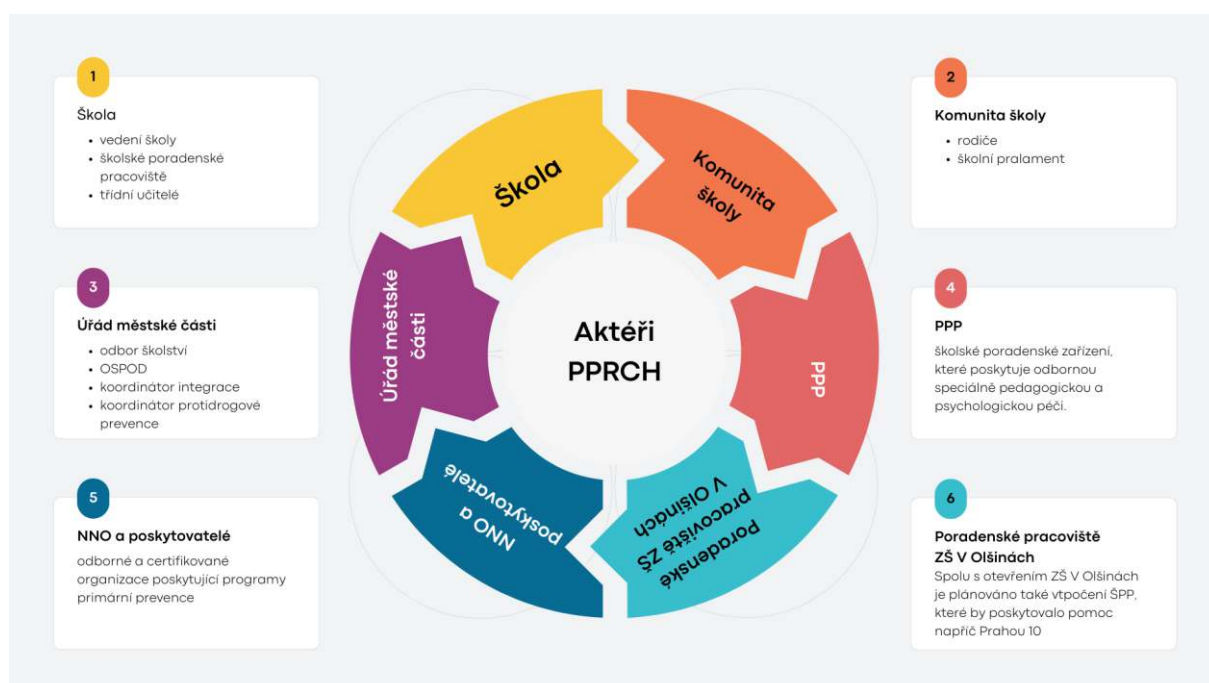 1
Škola
• vedení školy
• školské poradenské
pracoviště
• třídní učitelé
2
Komunita školy
• rodiče
• školní pralament
3
Úřád městské části
• odbor školství
• OSPOD
• koordinátor integrace
• koordinátor protidrogové
prevence
4
PPP
školské poradenské zařízení,
které poskytuje odbornou
speciálně pedagogickou a
psychologickou péči.
5
NNO a poskytovatelé
odborné a certifikované
organizace poskytující programy
primární prevence
6
Poradenské pracoviště
ZŠ V Olšinách
Spolu s otevřením ZŠ V Olšinách
je plánováno také vtpočení ŠPP,
které by poskytovalo pomoc
napříč Prahou 10
Škola
Komunita
školy
PPP
Poradenské
pracoviště ZŠ
V Olšinách
NNO a
poskytovatelé
Úřád městské
části
Aktéři
PPRCH